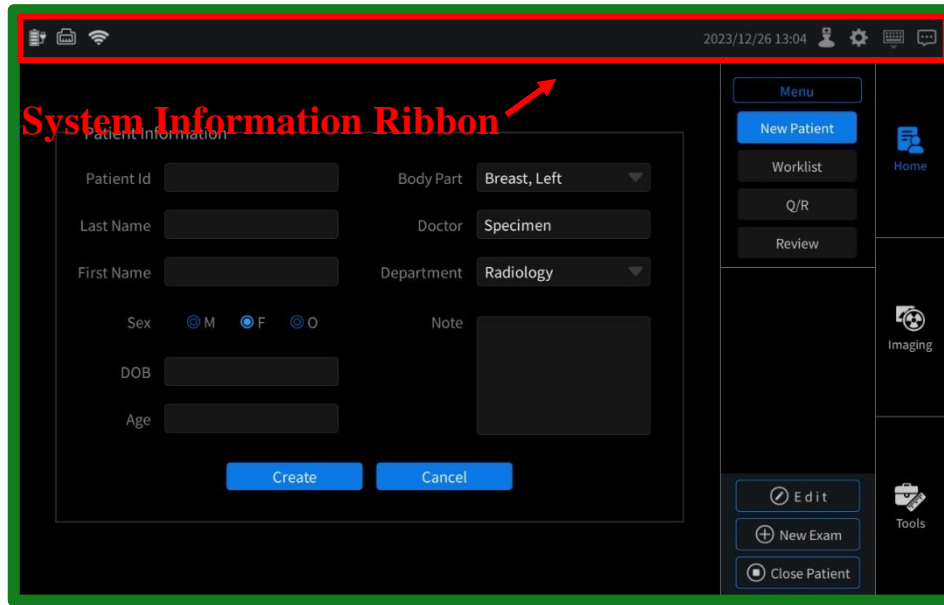 2023/12/26 13:04
System Information Ribbon
Patient Information
Patient Id
Body Part
Breast, Left
Last Name
Doctor
Specimen
First Name
Department
Radiology
Sex
M
F
O
Note
DOB
Age
Create
Cancel
Menu
New Patient
Worklist
Q/R
Review
Edit
New Exam
Close Patient
Home
Imaging
Tools